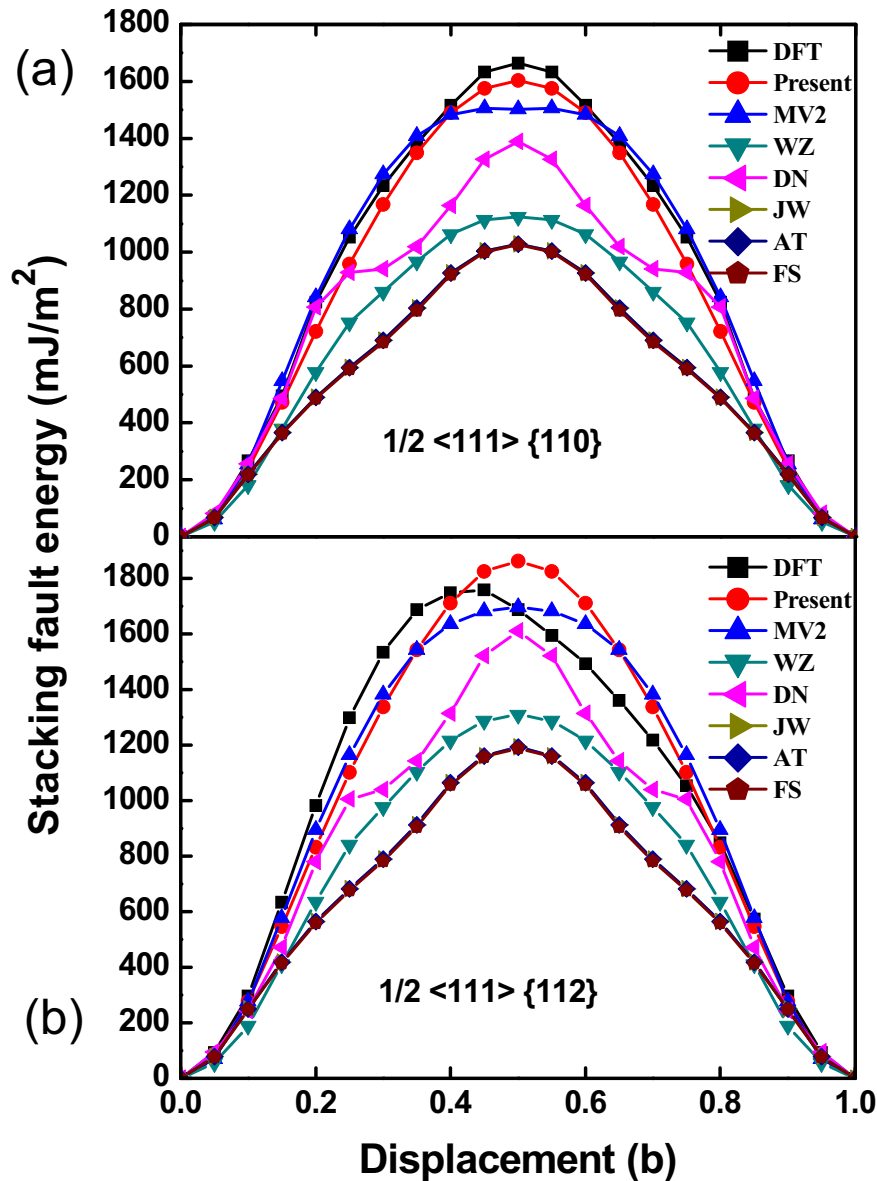 (a)
1800
1600
1400
1200
1000
800
600
400
200
0
DFT
Present
MV2
WZ
DN
JW
AT
FS
1/2 <111> {110}
Stacking fault energy (mJ/m²)
(b)
1800
1600
1400
1200
1000
800
600
400
200
0
DFT
Present
MV2
WZ
DN
JW
AT
FS
1/2 <111> {112}
0.0 0.2 0.4 0.6 0.8 1.0
Displacement (b)